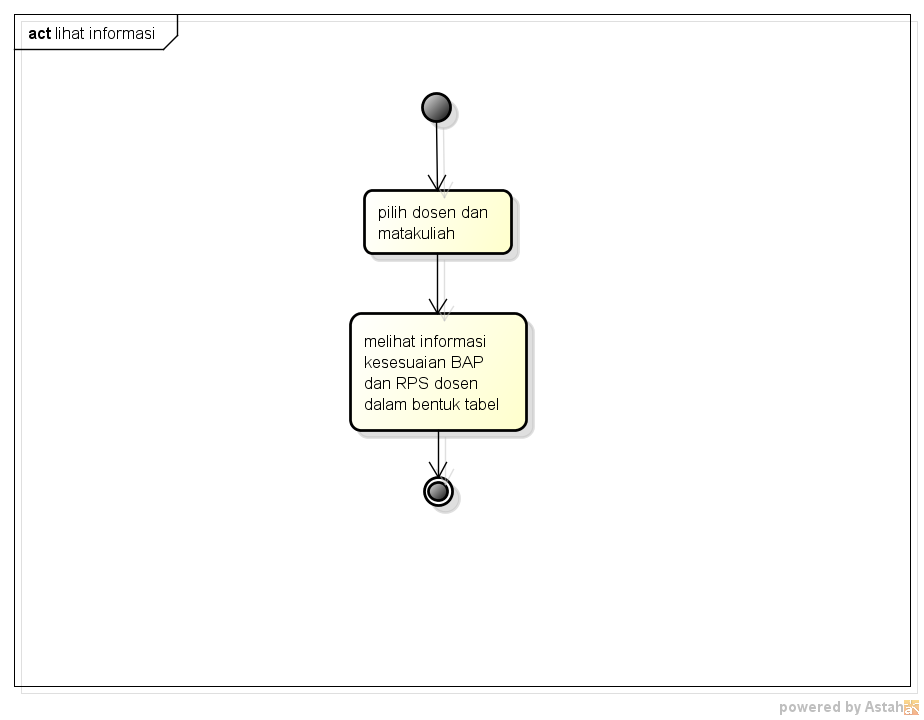 act lihat informasi
pilih dosen dan
matakuliah
melihat informasi
kesesuaian BAP
dan RPS dosen
dalam bentuk tabel
powered by Astah